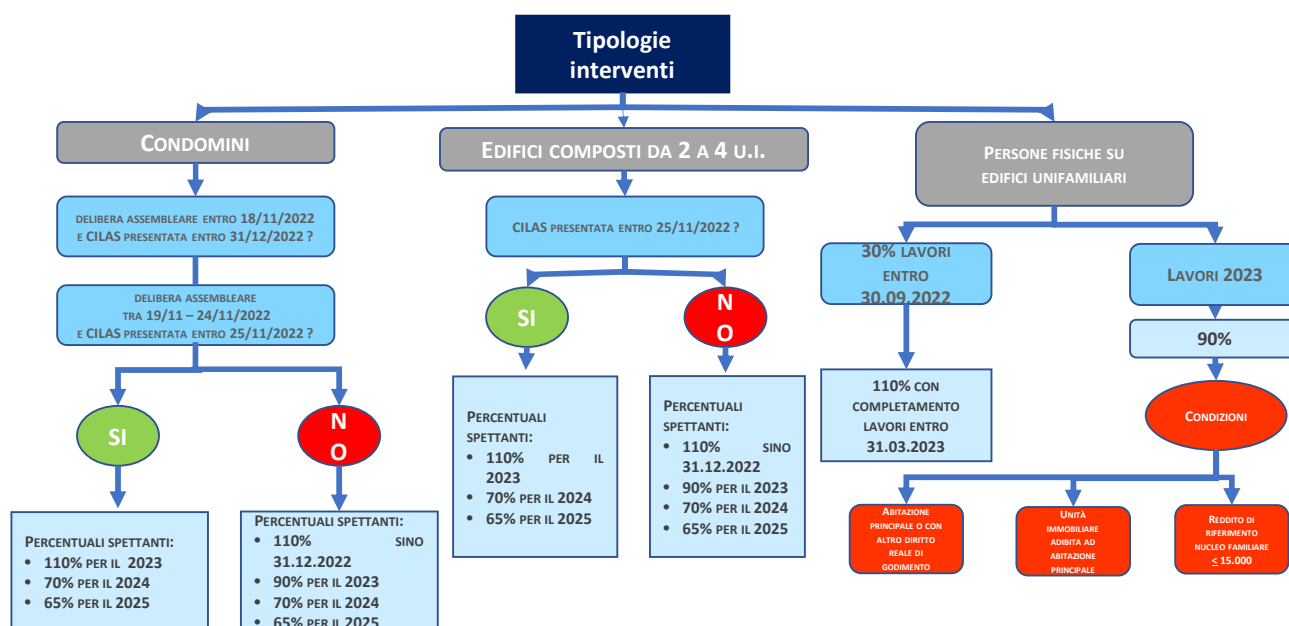 Tipologie
interventi
CONDOMINI
EDIFICI COMPOSTI DA 2 A 4 U.I.
PERSONE FISICHE SU
EDIFICI UNIFAMILIARI
DELIBERA ASSEMBLEARE ENTRO 18/11/2022
E CILAS PRESENTATA ENTRO 31/12/2022 ?
DELIBERA ASSEMBLEARE
TRA 19/11 – 24/11/2022
E CILAS PRESENTATA ENTRO 25/11/2022 ?
SI
N
O
PERCENTUALI SPETTANTI:
• 110% PER IL 2023
• 70% PER IL 2024
• 65% PER IL 2025
PERCENTUALI SPETTANTI:
• 110% SINO
31.12.2022
• 90% PER IL 2023
• 70% PER IL 2024
• 65% PER IL 2025
CILAS PRESENTATA ENTRO 25/11/2022 ?
SI
N
O
PERCENTUALI
SPETTANTI:
• 110% PER IL
2023
• 70% PER IL 2024
• 65% PER IL 2025
PERCENTUALI
SPETTANTI:
• 110% SINO
31.12.2022
• 90% PER IL 2023
• 70% PER IL 2024
• 65% PER IL 2025
30% LAVORI
ENTRO
30.09.2022
110% CON
COMPLETAMENTO
LAVORI ENTRO
31.03.2023
LAVORI 2023
90%
CONDIZIONI
ABITAZIONE
PRINCIPALE O CON
ALTRO DIRITTO
REALE DI
GODIMENTO
UNITÀ
IMMOBILIARE
ADIBITA AD
ABITAZIONE
PRINCIPALE
REDDITO DI
RIFERIMENTO
NUCLEO FAMILIARE
≤ 15.000